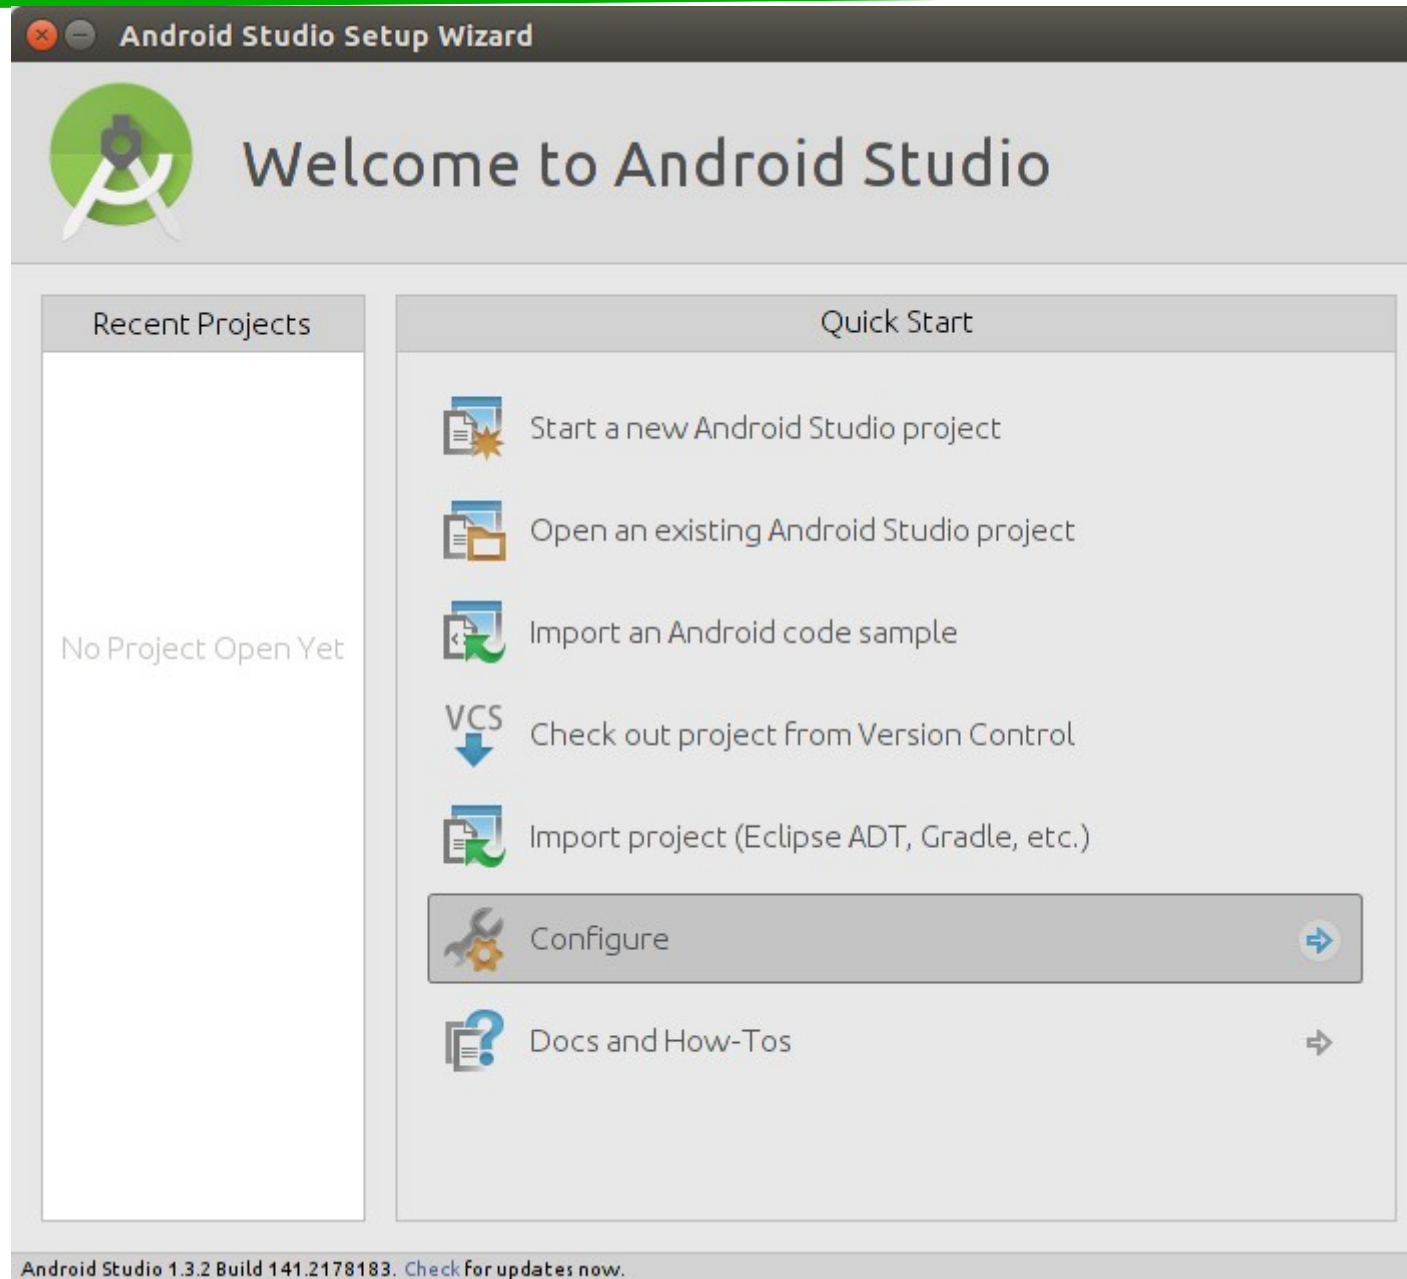 Android Studio Setup Wizard
Welcome to Android Studio
Recent Projects
No Project Open Yet
Quick Start
Start a new Android Studio project
Open an existing Android Studio project
Import an Android code sample
VCS
Check out project from Version Control
Import project (Eclipse ADT, Gradle, etc.)
Configure
Docs and How-Tos
Android Studio 1.3.2 Build 141.2178183. Check for updates now.